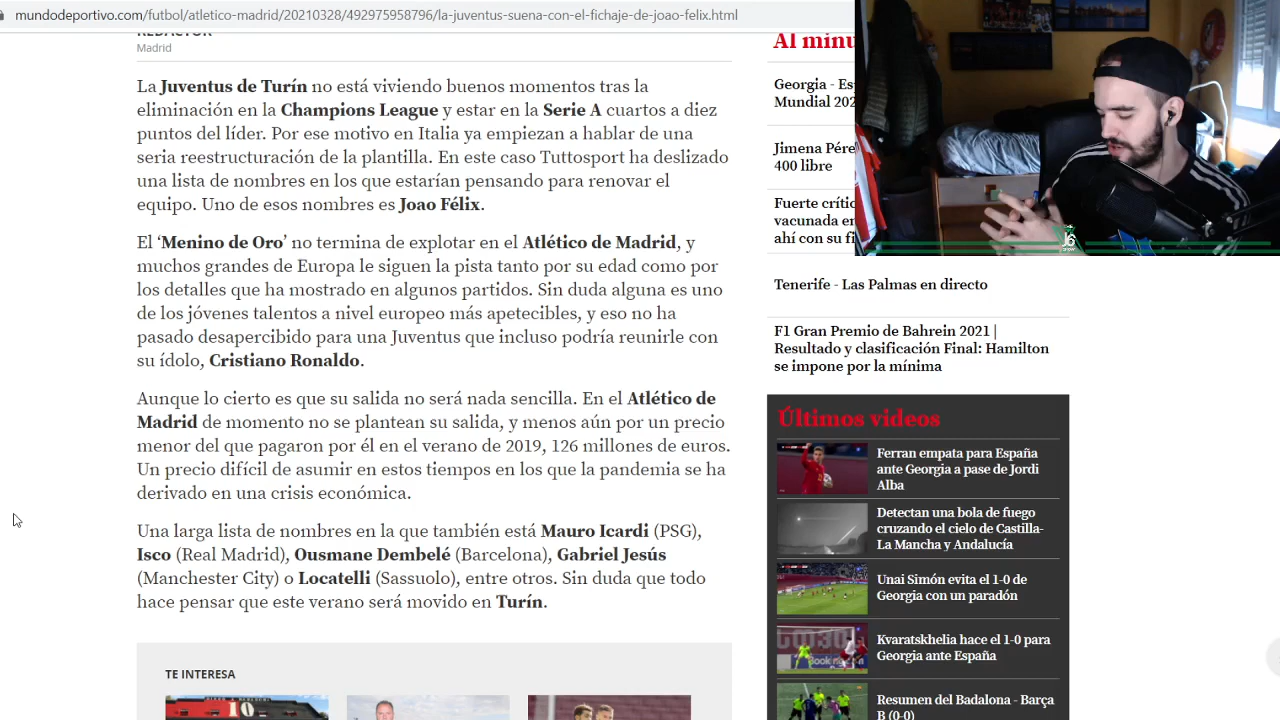 mundodeportivo.com/futbol/atletico-madrid/20210328/492975958796/la-juventus-suena-con-el-fichaje-de-joao-felix.html
REDACTOR
Madrid
La Juventus de Turín no está viviendo buenos momentos tras la
eliminación en la Champions League y estar en la Serie A cuartos a diez
puntos del líder. Por ese motivo en Italia ya empiezan a hablar de una
seria reestructuración de la plantilla. En este caso Tuttosport ha deslizado
una lista de nombres en los que estarían pensando para renovar el
equipo. Uno de esos nombres es Joao Félix.
El ‘Menino de Oro’ no termina de explotar en el Atlético de Madrid, y
muchos grandes de Europa le siguen la pista tanto por su edad como por
los detalles que ha mostrado en algunos partidos. Sin duda alguna es uno
de los jóvenes talentos a nivel europeo más apetecibles, y eso no ha
pasado desapercibido para una Juventus que incluso podría reunirle con
su ídolo, Cristiano Ronaldo.
Aunque lo cierto es que su salida no será nada sencilla. En el Atlético de
Madrid de momento no se plantean su salida, y menos aún por un precio
menor del que pagaron por él en el verano de 2019, 126 millones de euros.
Un precio difícil de asumir en estos tiempos en los que la pandemia se ha
derivado en una crisis económica.
Una larga lista de nombres en la que también está Mauro Icardi (PSG),
Isco (Real Madrid), Ousmane Dembelé (Barcelona), Gabriel Jesús
(Manchester City) o Locatelli (Sassuolo), entre otros. Sin duda que todo
hace pensar que este verano será movido en Turín.
TE INTERESA
10
Al minu
Georgia - Es
Mundial 202
Jimena Pére
400 libre
Fuerte crític
vacunada en
ahí con su fi
Tenerife - Las Palmas en directo
F1 Gran Premio de Bahrein 2021 |
Resultado y clasificación Final: Hamilton
se impone por la mínima
Últimos videos
Ferran empata para España
ante Georgia a pase de Jordi
Alba
Detectan una bola de fuego
cruzando el cielo de Castilla-
La Mancha y Andalucía
Unai Simón evita el 1-0 de
Georgia con un paradón
Kvaratskhelia hace el 1-0 para
Georgia ante España
Booking.com
Resumen del Badalona - Barça
B (0-0)